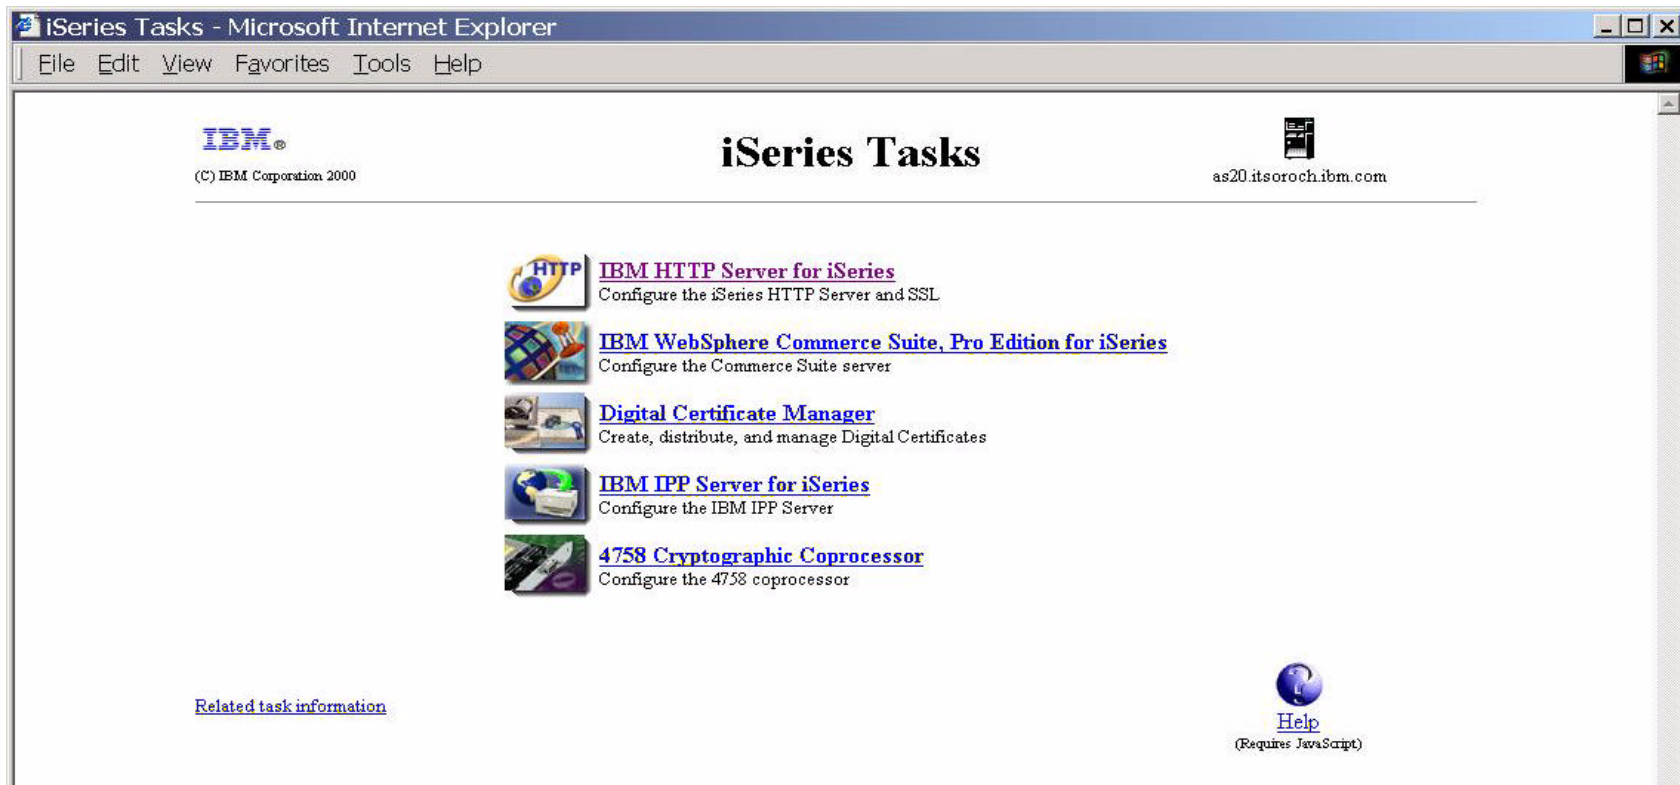 iSeries Tasks - Microsoft Internet Explorer
File Edit View Favorites Tools Help
IBM®
(C) IBM Corporation 2000
iSeries Tasks
as20.itsoroch.ibm.com
HTTP
IBM HTTP Server for iSeries
Configure the iSeries HTTP Server and SSL
IBM WebSphere Commerce Suite, Pro Edition for iSeries
Configure the Commerce Suite server
Digital Certificate Manager
Create, distribute, and manage Digital Certificates
IBM IPP Server for iSeries
Configure the IBM IPP Server
4758 Cryptographic Coprocessor
Configure the 4758 coprocessor
Related task information
Help
(Requires JavaScript)